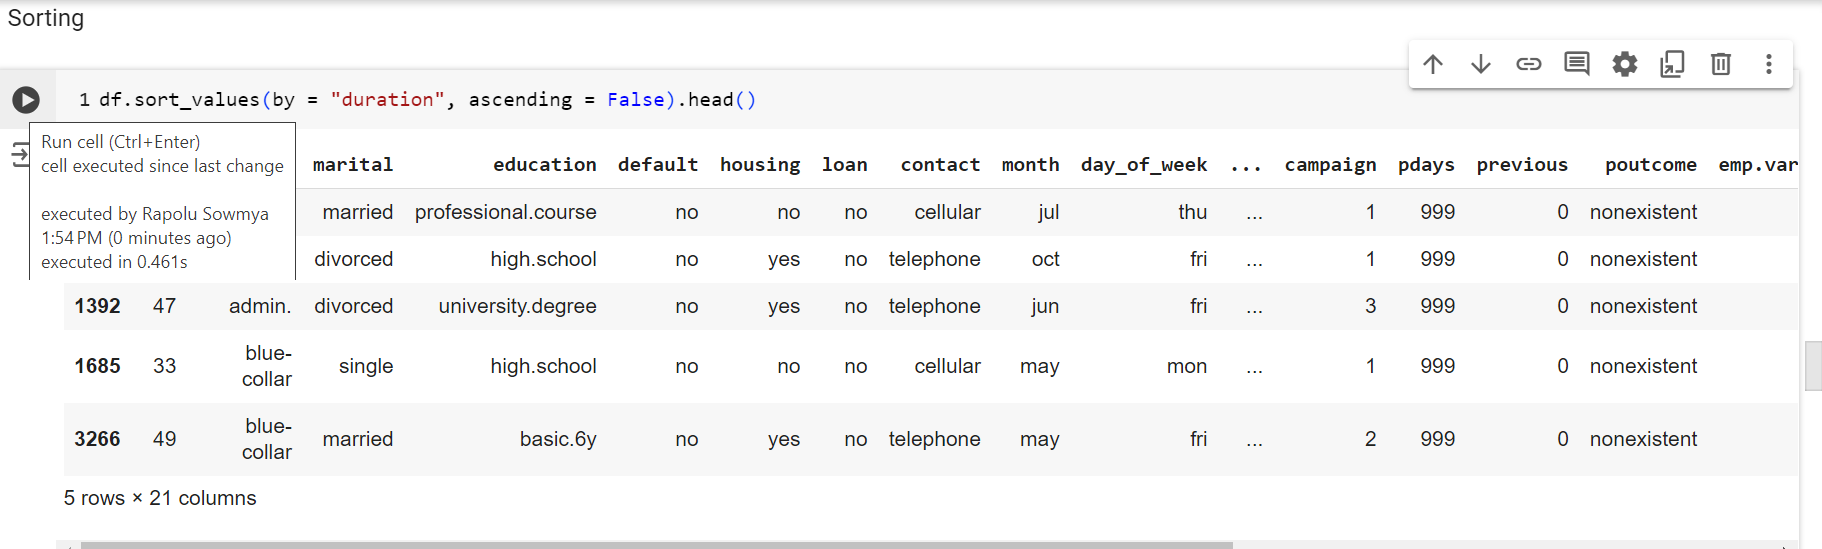 Sorting
1 df.sort_values(by = "duration", ascending = False).head()
Run cell (Ctrl+Enter)
cell executed since last change
executed by Rapolu Sowmya
1:54 PM (0 minutes ago)
executed in 0.461s
marital education default housing loan contact month day_of_week ... campaign pdays previous poutcome emp.var
married professional.course no no no cellular jul thu ... 1 999 0 nonexistent
divorced high.school no yes no telephone oct fri ... 1 999 0 nonexistent
1392 47 admin. divorced university.degree no yes no telephone jun fri ... 3 999 0 nonexistent
1685 33 blue-
collar single high.school no no no cellular may mon ... 1 999 0 nonexistent
3266 49 blue-
collar married basic.6y no yes no telephone may fri ... 2 999 0 nonexistent
5 rows × 21 columns